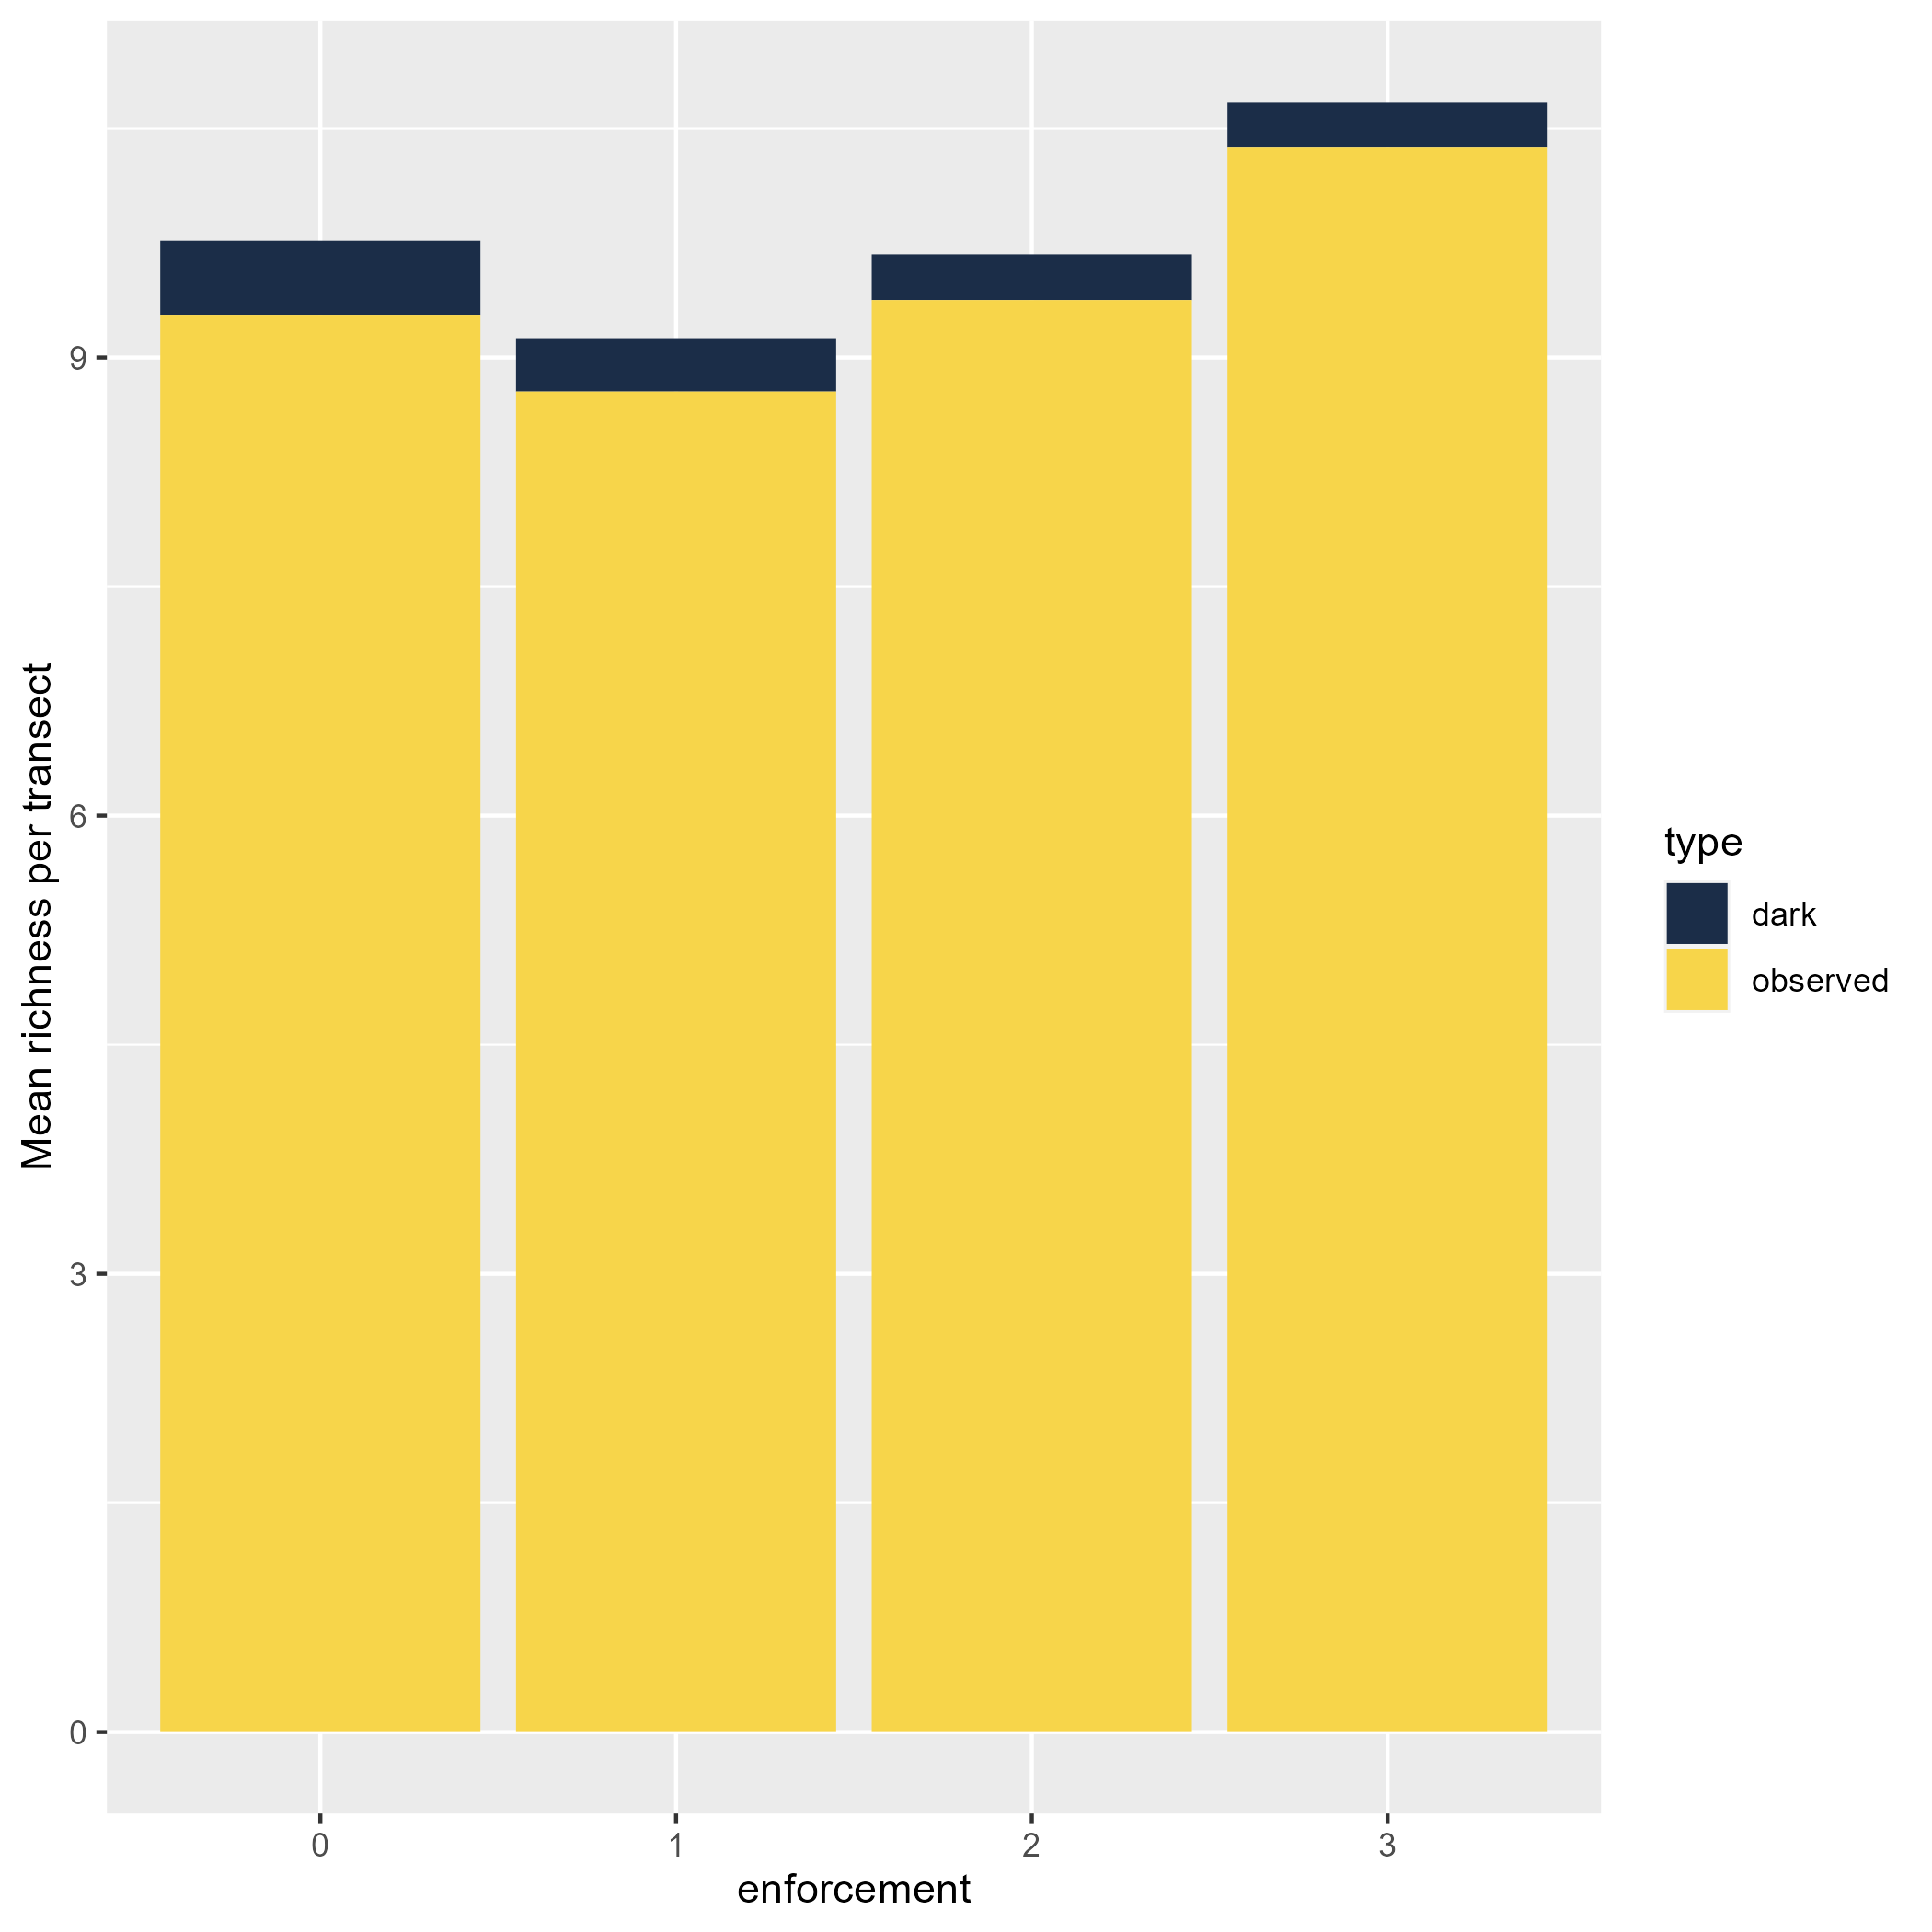 Mean richness per transect
9
6
3
0
0 1 2 3
enforcement
type
dark
observed